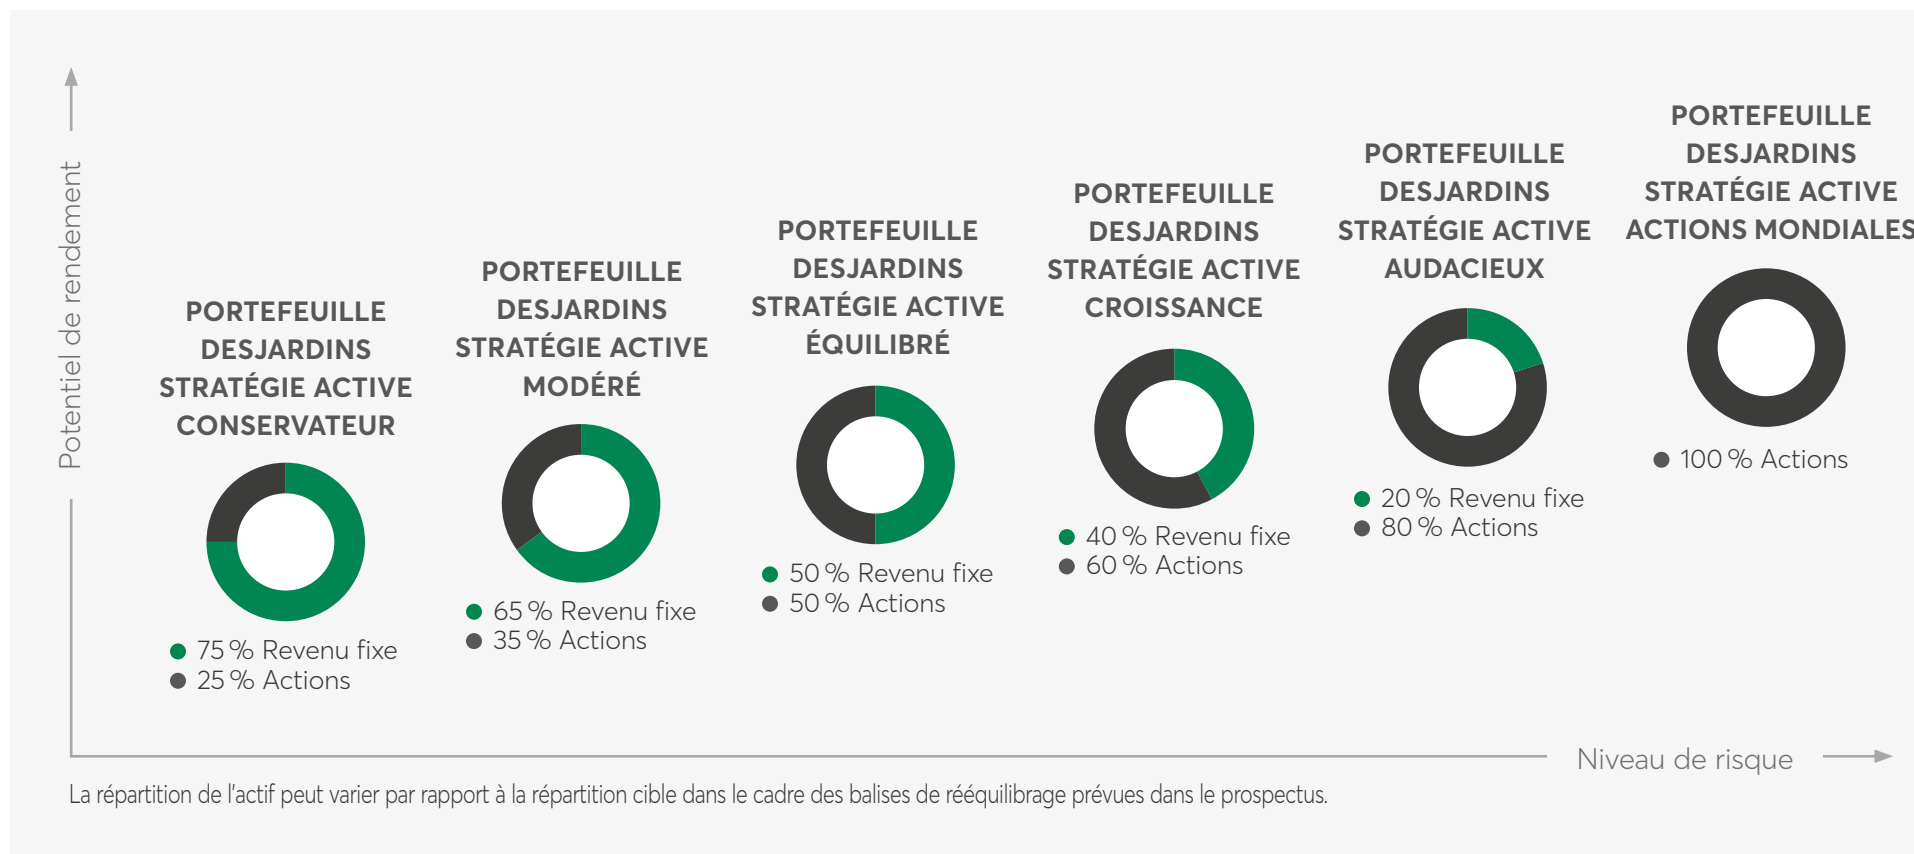 Potentiel de rendement
PORTEFEUILLE
DESJARDINS
STRATÉGIE ACTIVE
CONSERVATEUR
75 % Revenu fixe
25 % Actions
PORTEFEUILLE
DESJARDINS
STRATÉGIE ACTIVE
MODÉRÉ
65 % Revenu fixe
35 % Actions
PORTEFEUILLE
DESJARDINS
STRATÉGIE ACTIVE
ÉQUILIBRÉ
50 % Revenu fixe
50 % Actions
PORTEFEUILLE
DESJARDINS
STRATÉGIE ACTIVE
CROISSANCE
40 % Revenu fixe
60 % Actions
PORTEFEUILLE
DESJARDINS
STRATÉGIE ACTIVE
AUDACIEUX
20 % Revenu fixe
80 % Actions
PORTEFEUILLE
DESJARDINS
STRATÉGIE ACTIVE
ACTIONS MONDIALES
100 % Actions
Niveau de risque
La répartition de l'actif peut varier par rapport à la répartition cible dans le cadre des balises de rééquilibrage prévues dans le prospectus.